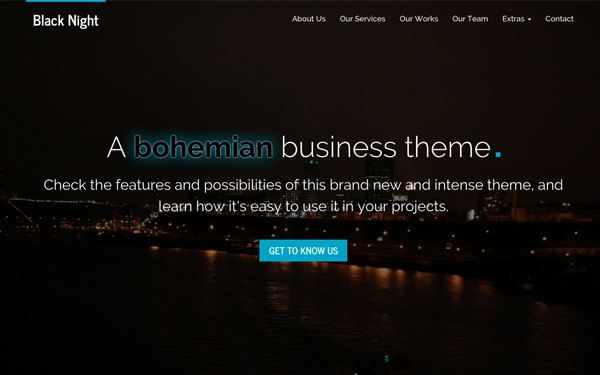 Black Night
About Us Our Services Our Works Our Team Extras Contact
A bohemian business theme.
Check the features and possibilities of this brand new and intense theme, and
learn how it's easy to use it in your projects.
GET TO KNOW US